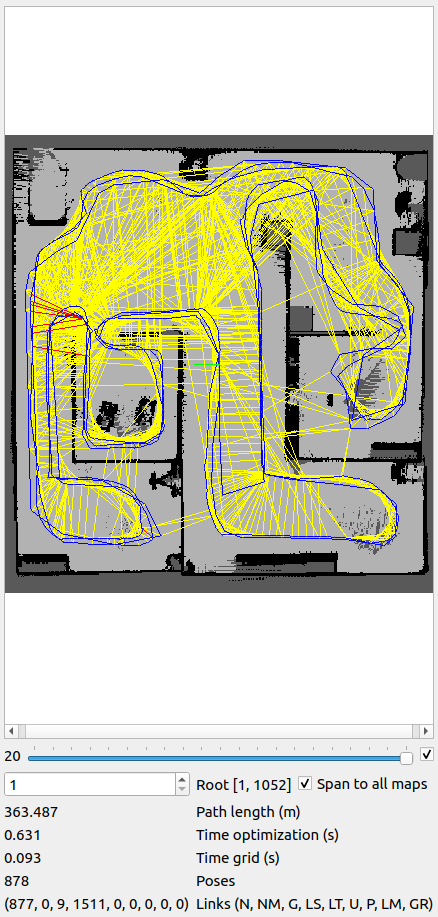 20
1 Root [1, 1052] Span to all maps
363.487 Path length (m)
0.631 Time optimization (s)
0.093 Time grid (s)
878 Poses
(877, 0, 9, 1511, 0, 0, 0, 0, 0) Links (N, NM, G, LS, LT, U, P, LM, GR)